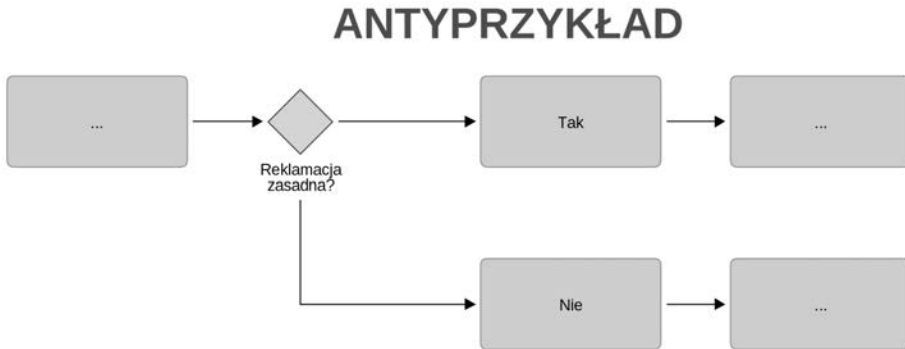 ANTYPRZYKŁAD
...
Tak
...
Reklamacja
zasadna?
Nie
...